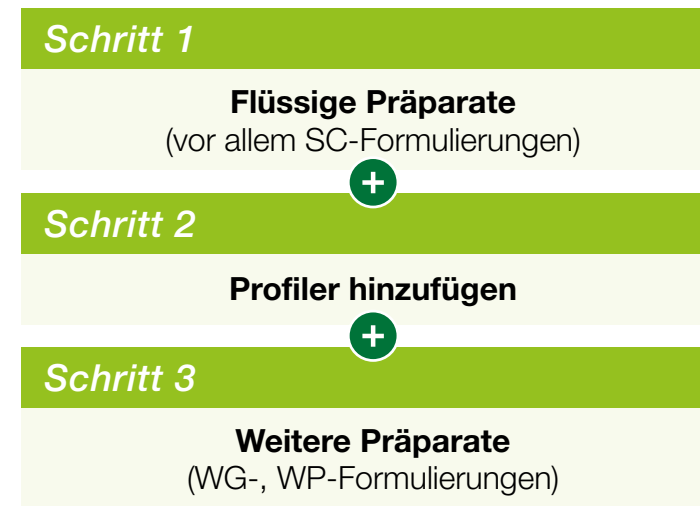 Schritt 1
Flüssige Präparate
(vor allem SC-Formulierungen)
+
Schritt 2
Profiler hinzufügen
+
Schritt 3
Weitere Präparate
(WG-, WP-Formulierungen)